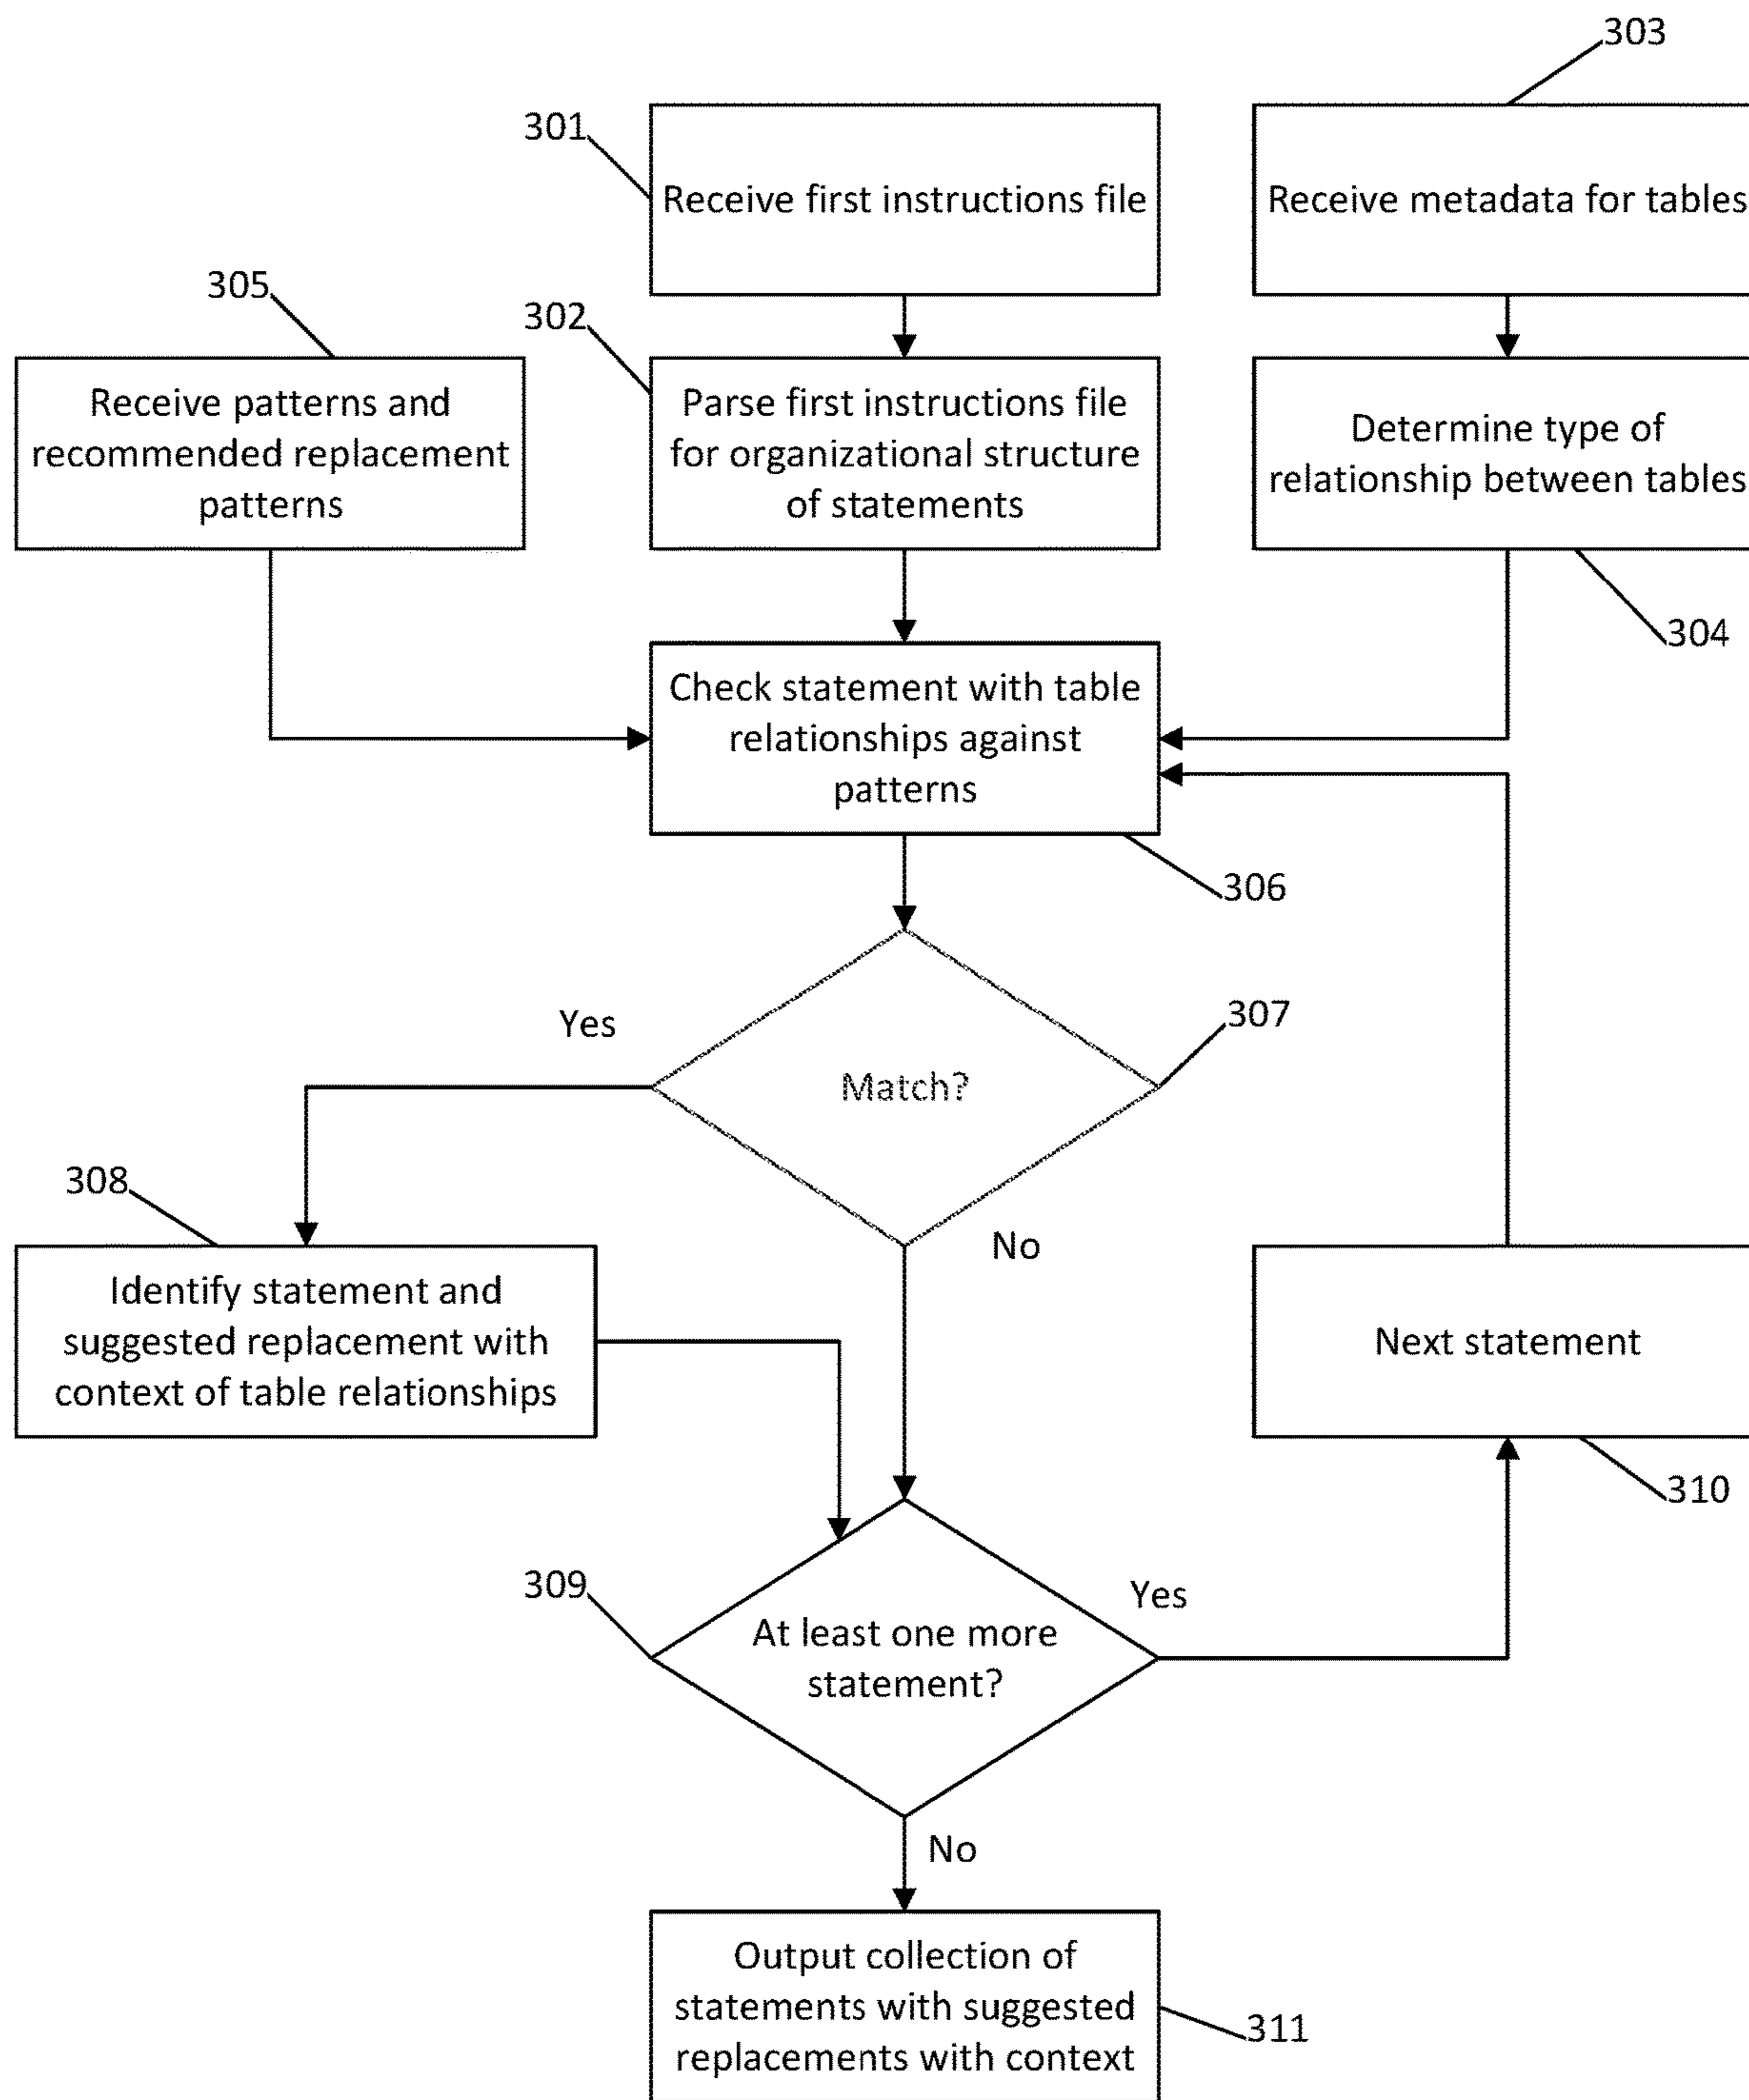 303
301
Receive first instructions file
Receive metadata for tables
305
302
Receive patterns and
recommended replacement
patterns
Parse first instructions file
for organizational structure
of statements
Determine type of
relationship between tables
304
Check statement with table
relationships against
patterns
306
Yes
307
Match?
308
No
Identify statement and
suggested replacement with
context of table relationships
Next statement
310
309
Yes
At least one more
statement?
No
Output collection of
statements with suggested
replacements with context
311